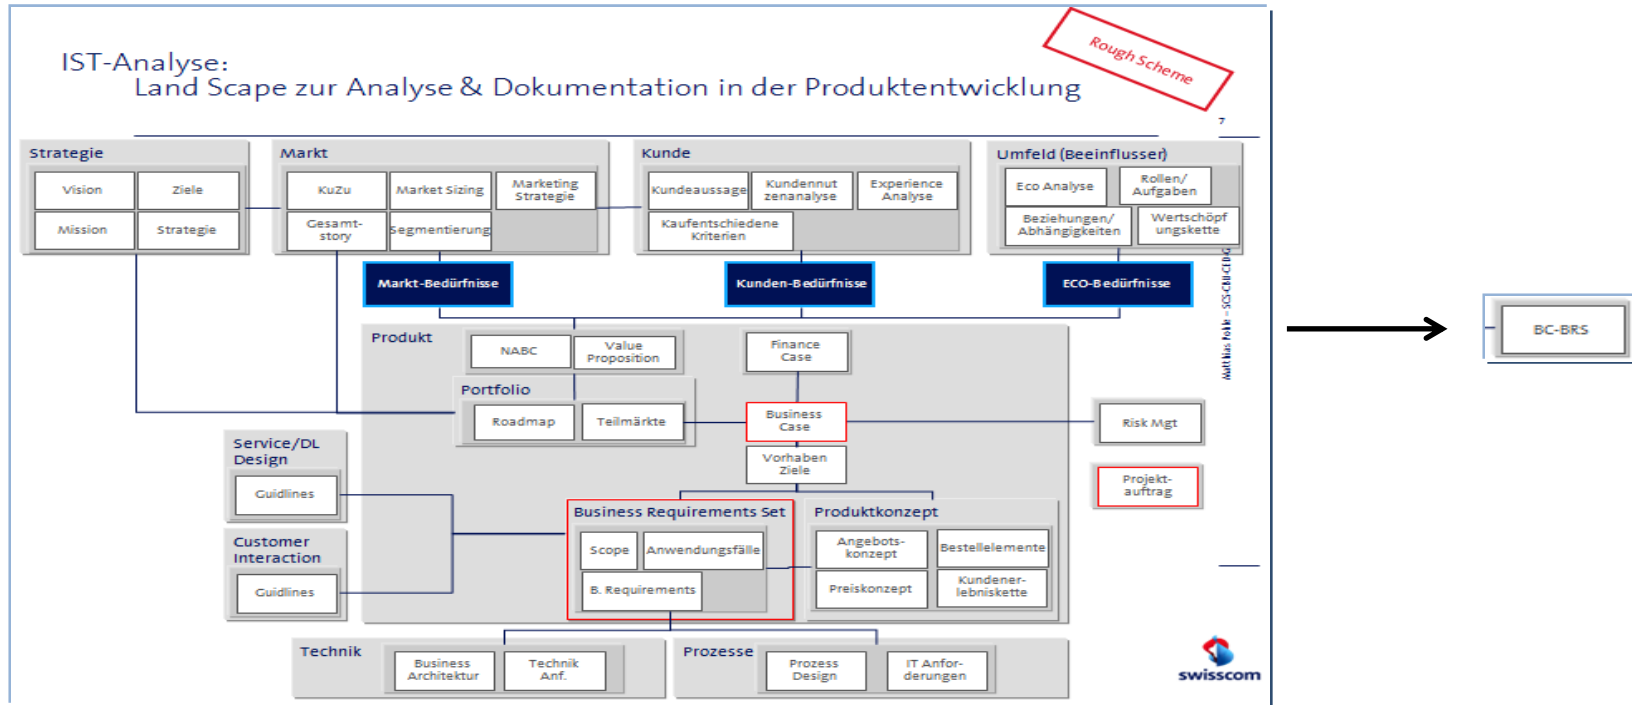 Rough Scheme
IST-Analyse:
Land Scape zur Analyse & Dokumentation in der Produktentwicklung
7
Strategie
Vision
Ziele
Mission
Strategie
Markt
KuZu
Market Sizing
Marketing
Strategie
Gesamt-
story
Segmentierung
Kunde
Kundeaussage
Kundennut
zenanalyse
Experience
Analyse
Kaufentschiedene
Kriterien
Umfeld (Beeinflusser)
Eco Analyse
Rollen/
Aufgaben
Beziehungen/
Abhängigkeiten
Wertschöpf
ungskette
Markt-Bedürfnisse
Kunden-Bedürfnisse
ECO-Bedürfnisse
Produkt
NABC
Value
Proposition
Finance
Case
Portfolio
Roadmap
Teilmärkte
Business
Case
Risk Mgt
Vorhaben
Ziele
Projekt-
auftrag
Service/DL
Design
Guidlines
Customer
Interaction
Guidlines
Business Requirements Set
Scope
Anwendungsfälle
B. Requirements
Produktkonzept
Angebots-
konzept
Bestellelemente
Preiskonzept
Kundener-
lebniskette
Technik
Business
Architektur
Technik
Anf.
Prozesse
Prozess
Design
IT Anfor-
derungen
swisscom
BC-BRS